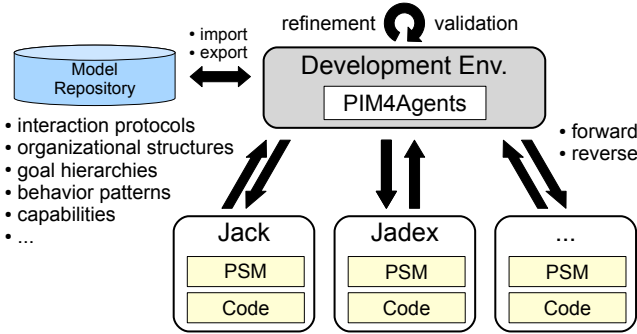 refinement validation
• import
• export
Development Env.
PIM4Agents
Model
Repository
• interaction protocols
• organizational structures
• goal hierarchies
• behavior patterns
• capabilities
• ...
• forward
• reverse
Jack
PSM
Code
Jadex
PSM
Code
...
PSM
Code